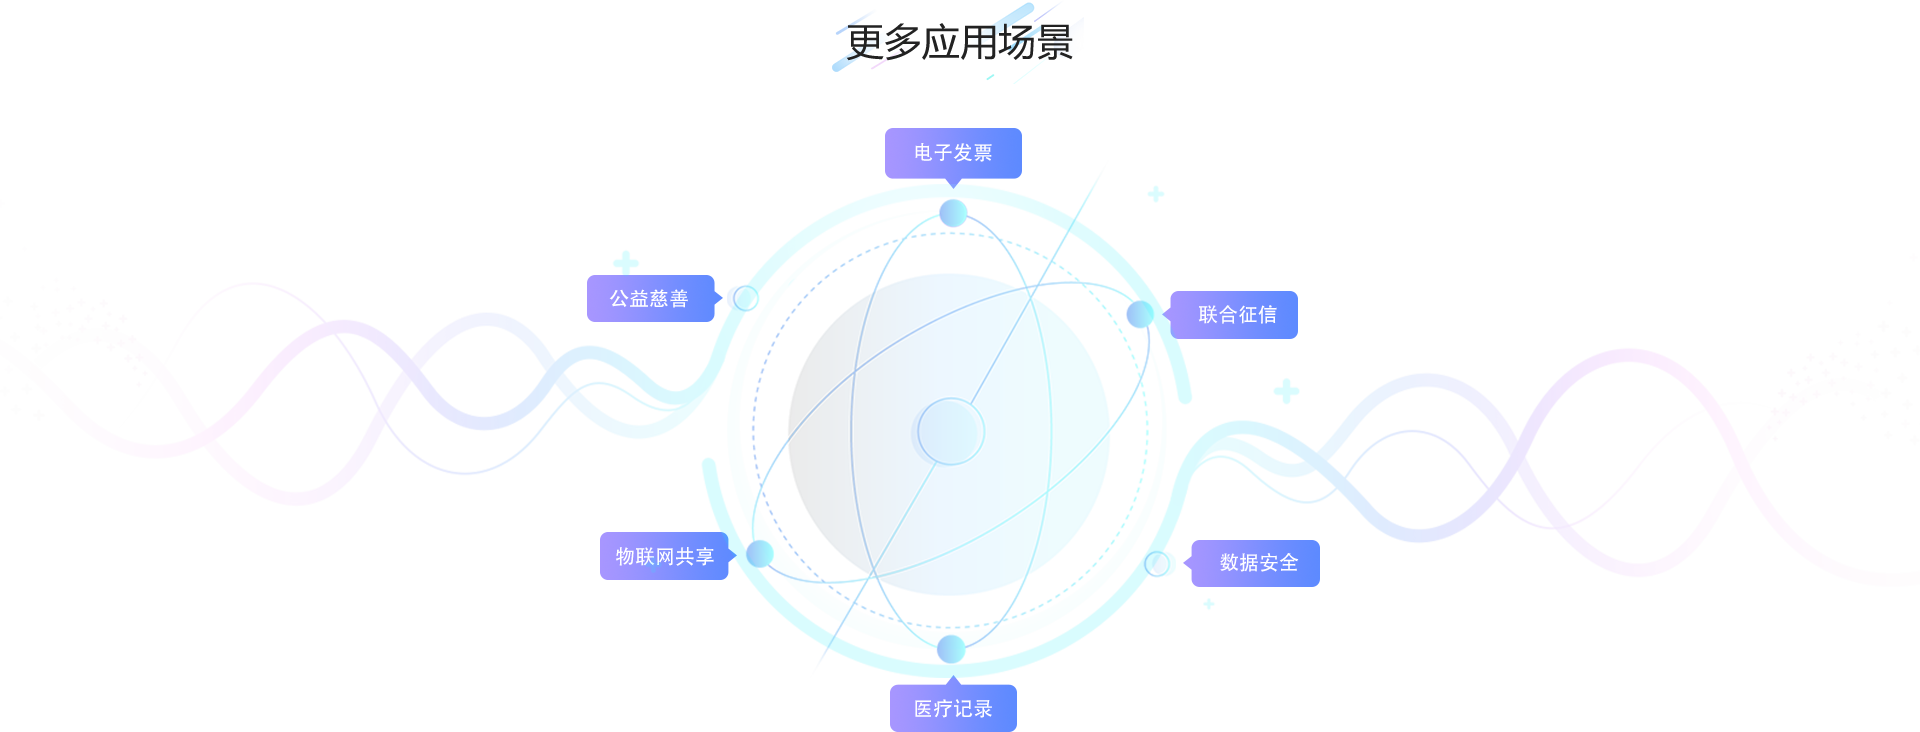 更多应用场景
电子发票
公益慈善
联合征信
物联网共享
数据安全
医疗记录